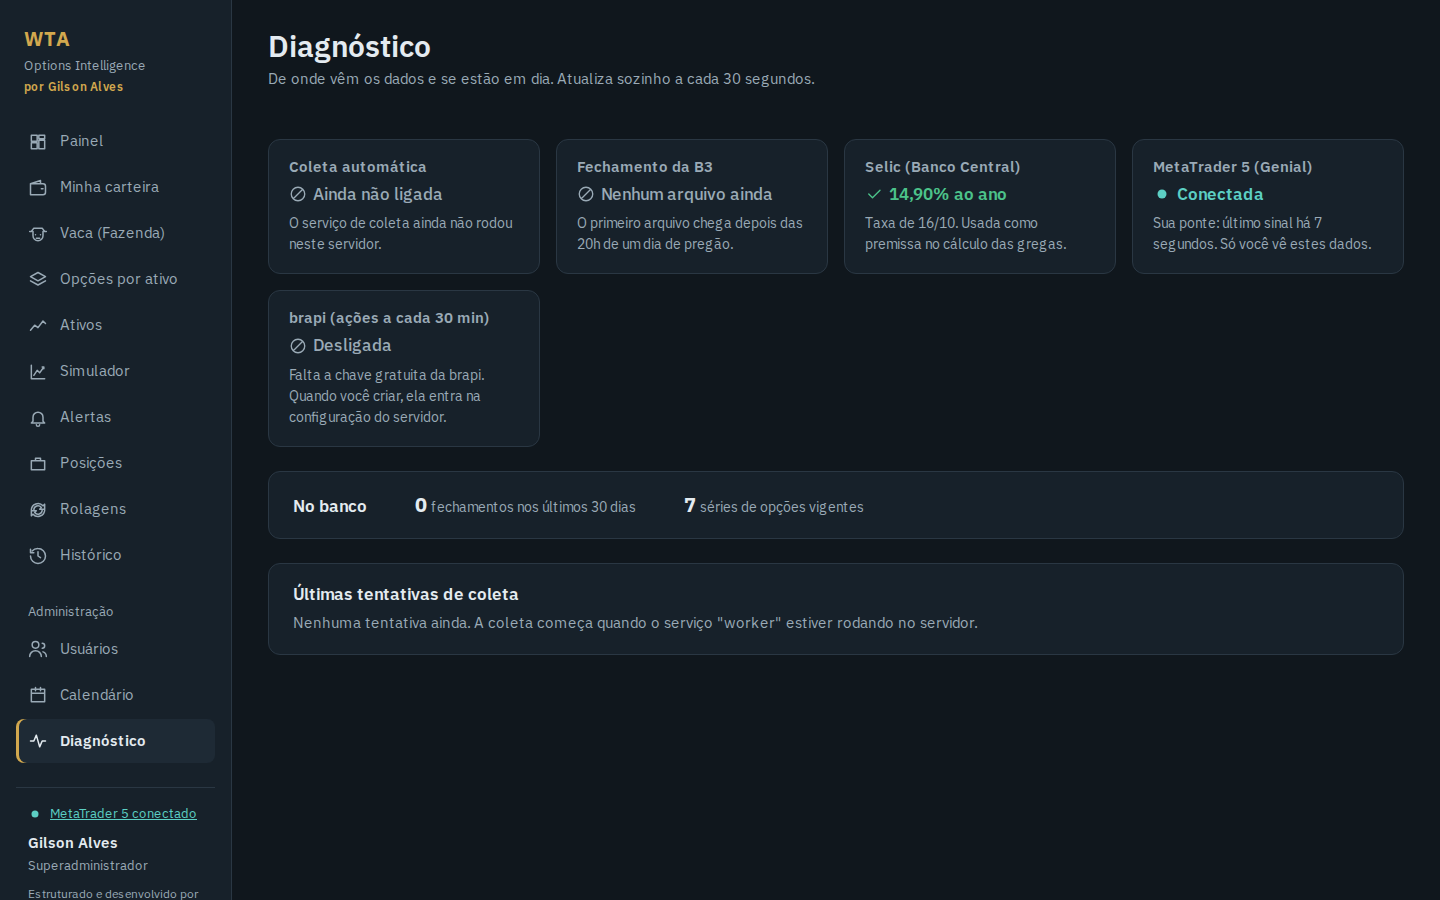 WTA
Options Intelligence
por Gilson Alves
Painel
Minha carteira
Vaca (Fazenda)
Opções por ativo
Ativos
Simulador
Alertas
Posições
Rolagens
Histórico
Administração
Usuários
Calendário
Diagnóstico
MetaTrader 5 conectado
Gilson Alves
Superadministrador
Estruturado e desenvolvido por
Diagnóstico
De onde vêm os dados e se estão em dia. Atualiza sozinho a cada 30 segundos.
Coleta automática
Ainda não ligada
O serviço de coleta ainda não rodou
neste servidor.
Fechamento da B3
Nenhum arquivo ainda
O primeiro arquivo chega depois das
20h de um dia de pregão.
Selic (Banco Central)
14,90% ao ano
Taxa de 16/10. Usada como
premissa no cálculo das gregas.
MetaTrader 5 (Genial)
Conectada
Sua ponte: último sinal há 7
segundos. Só você vê estes dados.
brapi (ações a cada 30 min)
Desligada
Falta a chave gratuita da brapi.
Quando você criar, ela entra na
configuração do servidor.
No banco 0 fechamentos nos últimos 30 dias 7 séries de opções vigentes
Últimas tentativas de coleta
Nenhuma tentativa ainda. A coleta começa quando o serviço "worker" estiver rodando no servidor.